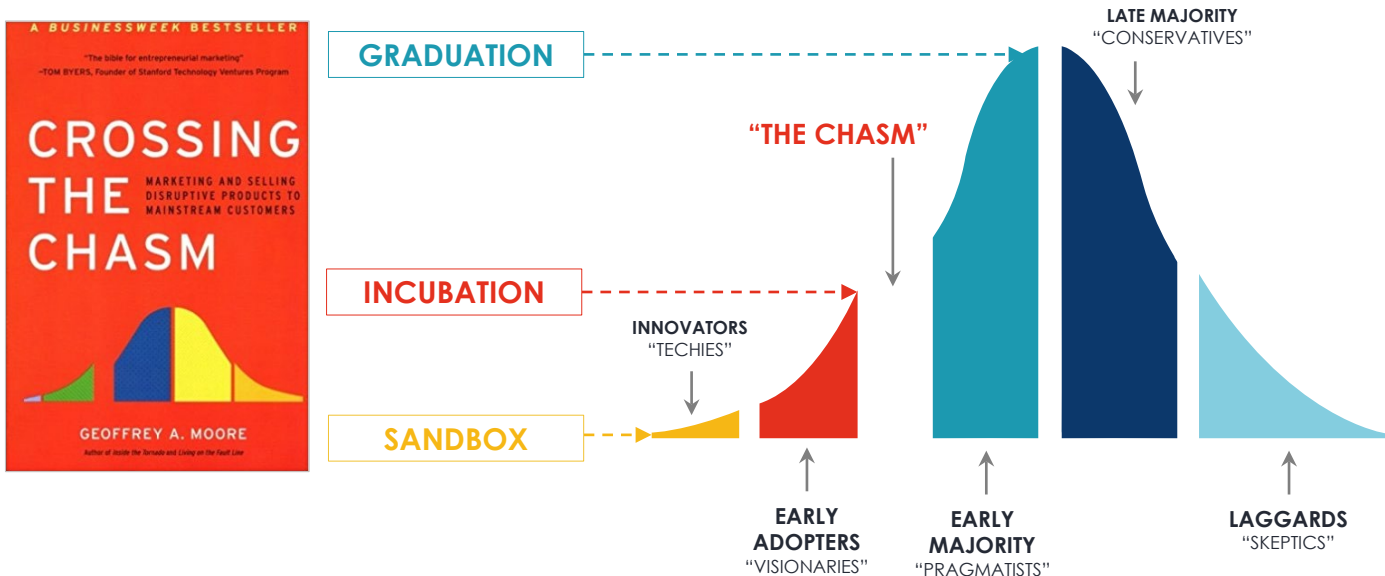 A BUSINESSWEEK BESTSELLER
"The bible for entrepreneurial marketing"
–TOM BYERS, Founder of Stanford Technology Ventures Program
CROSSING
THE
MARKETING AND SELLING
DISRUPTIVE PRODUCTS TO
MAINSTREAM CUSTOMERS
CHASM
GEOFFREY A. MOORE
Author of Inside the Tornado and Living on the Fault Line
GRADUATION
INCUBATION
SANDBOX
INNOVATORS
“TECHIES”
“THE CHASM”
LATE MAJORITY
“CONSERVATIVES”
EARLY
ADOPTERS
“VISIONARIES”
EARLY
MAJORITY
“PRAGMATISTS”
LAGGARDS
“SKEPTICS”